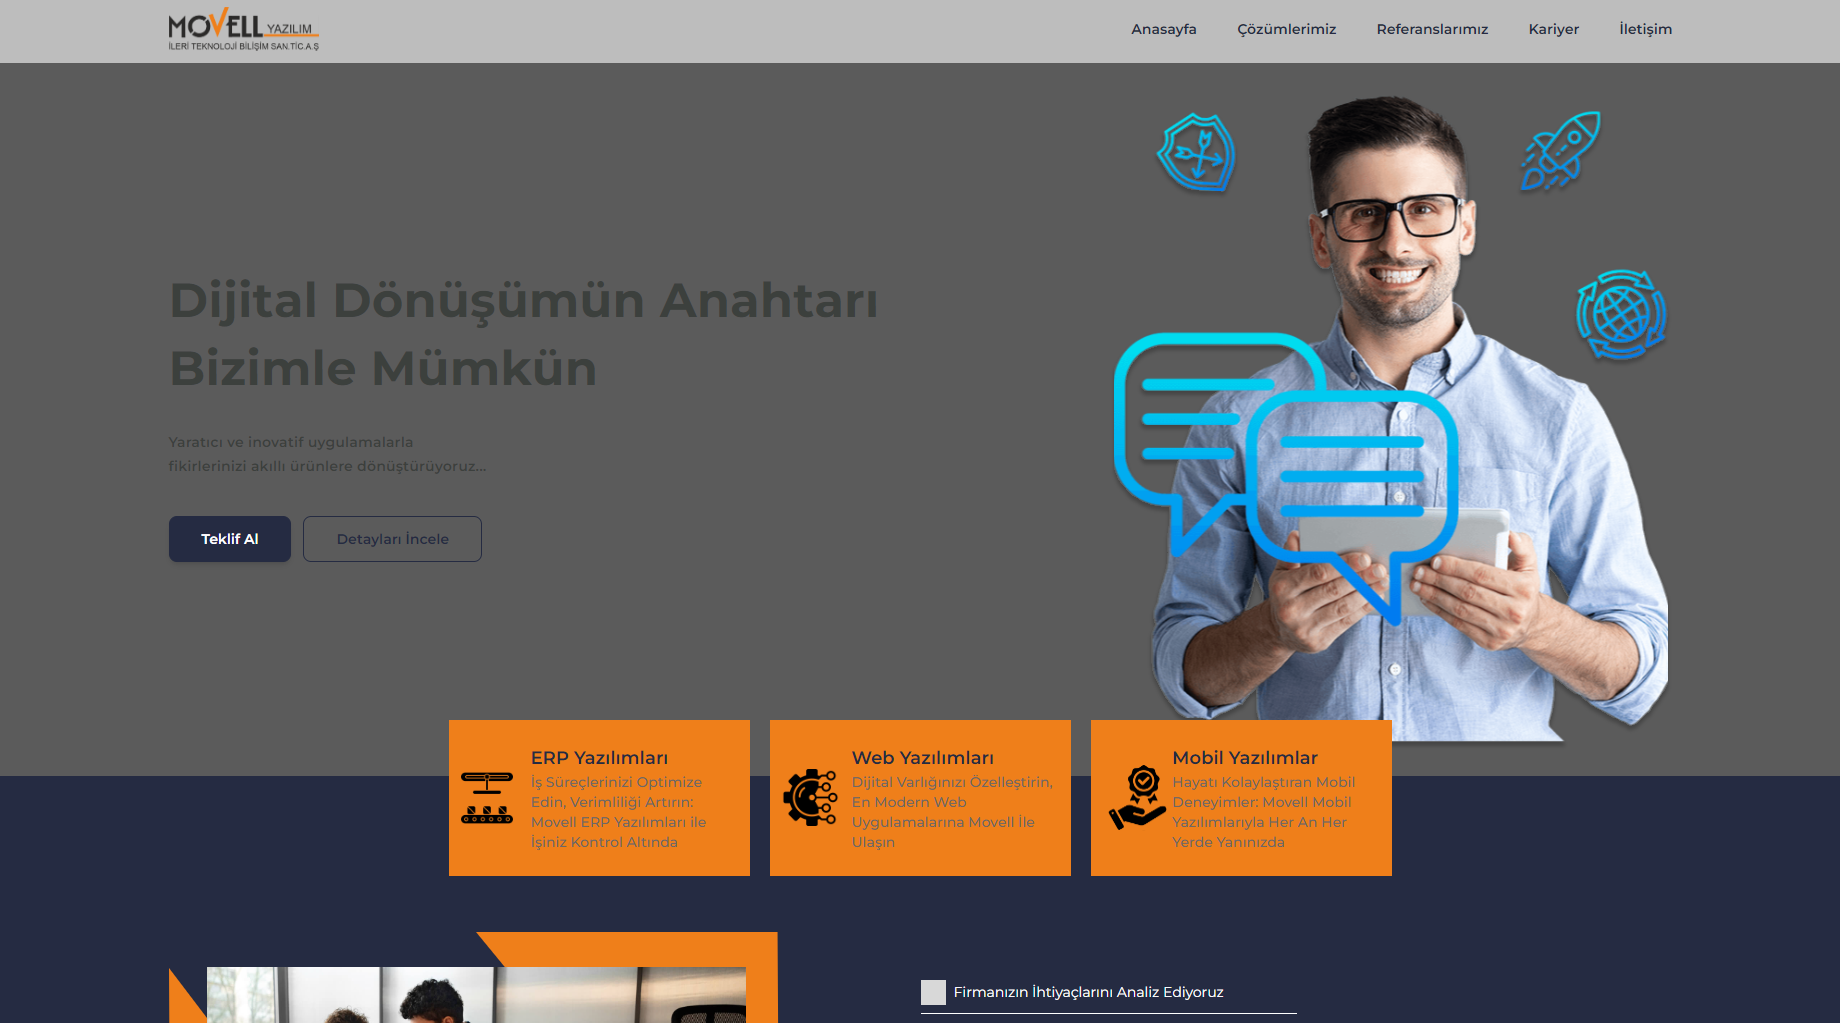 MOVELL YAZILIM
İLERİ TEKNOLOJİ BİLİŞİM SAN.TİC.A.Ş
Anasayfa
Çözümlerimiz
Referanslarımız
Kariyer
İletişim
Dijital Dönüşümün Anahtarı
Bizimle Mümkün
Yaratıcı ve inovatif uygulamalarla
fikirlerinizi akıllı ürünlere dönüştürüyoruz...
Teklif Al
Detayları İncele
ERP Yazılımları
İş Süreçlerinizi Optimize
Edin, Verimliliği Artırın:
Movell ERP Yazılımları ile
İşiniz Kontrol Altında
Web Yazılımları
Dijital Varlığınızı Özelleştirin,
En Modern Web
Uygulamalarına Movell İle
Ulaşın
Mobil Yazılımlar
Hayatı Kolaylaştıran Mobil
Deneyimler: Movell Mobil
Yazılımlarıyla Her An Her
Yerde Yanınızda
Firmanızın İhtiyaçlarını Analiz Ediyoruz